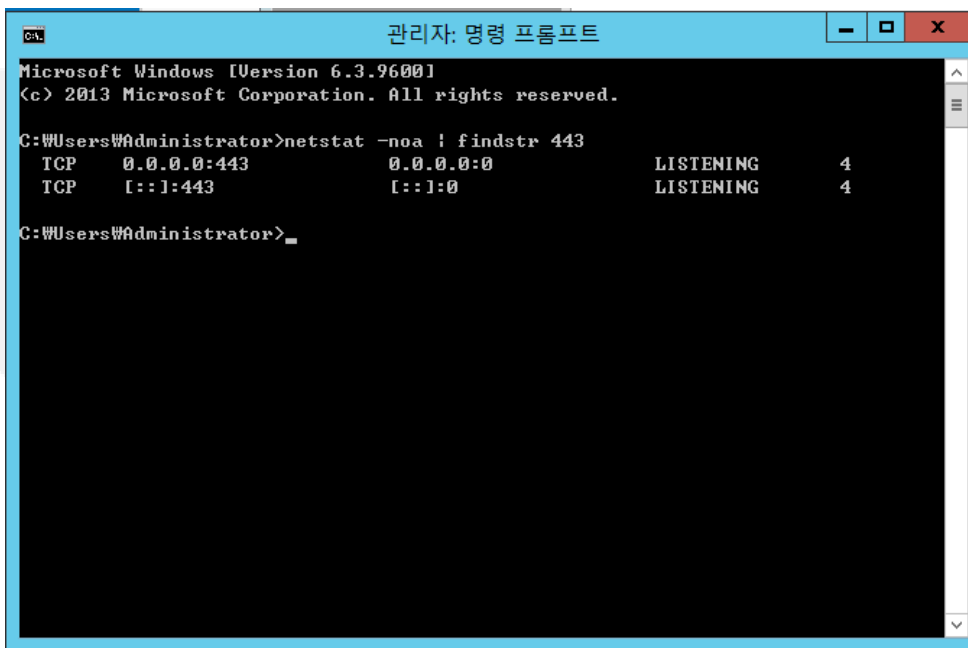 관리자: 명령 프롬프트
Microsoft Windows [Version 6.3.9600]
(c) 2013 Microsoft Corporation. All rights reserved.
C:₩Users₩Administrator>netstat -noa | findstr 443
TCP 0.0.0.0:443 0.0.0.0:0 LISTENING 4
TCP [::]:443 [::]:0 LISTENING 4
C:₩Users₩Administrator>_